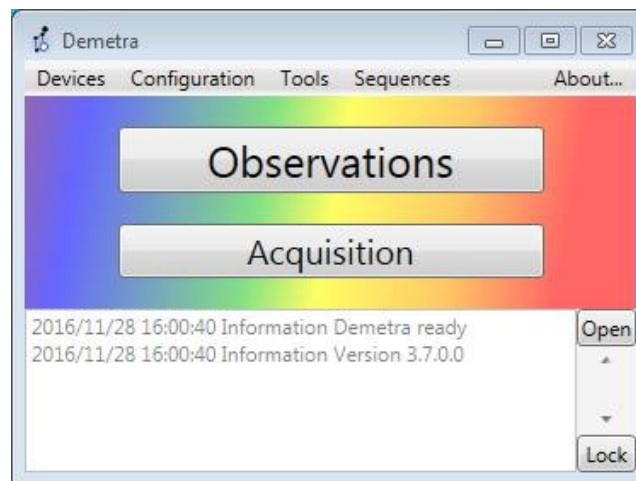 Demetra
Devices Configuration Tools Sequences About...
Observations
Acquisition
2016/11/28 16:00:40 Information Demetra ready
2016/11/28 16:00:40 Information Version 3.7.0.0
Open
Lock